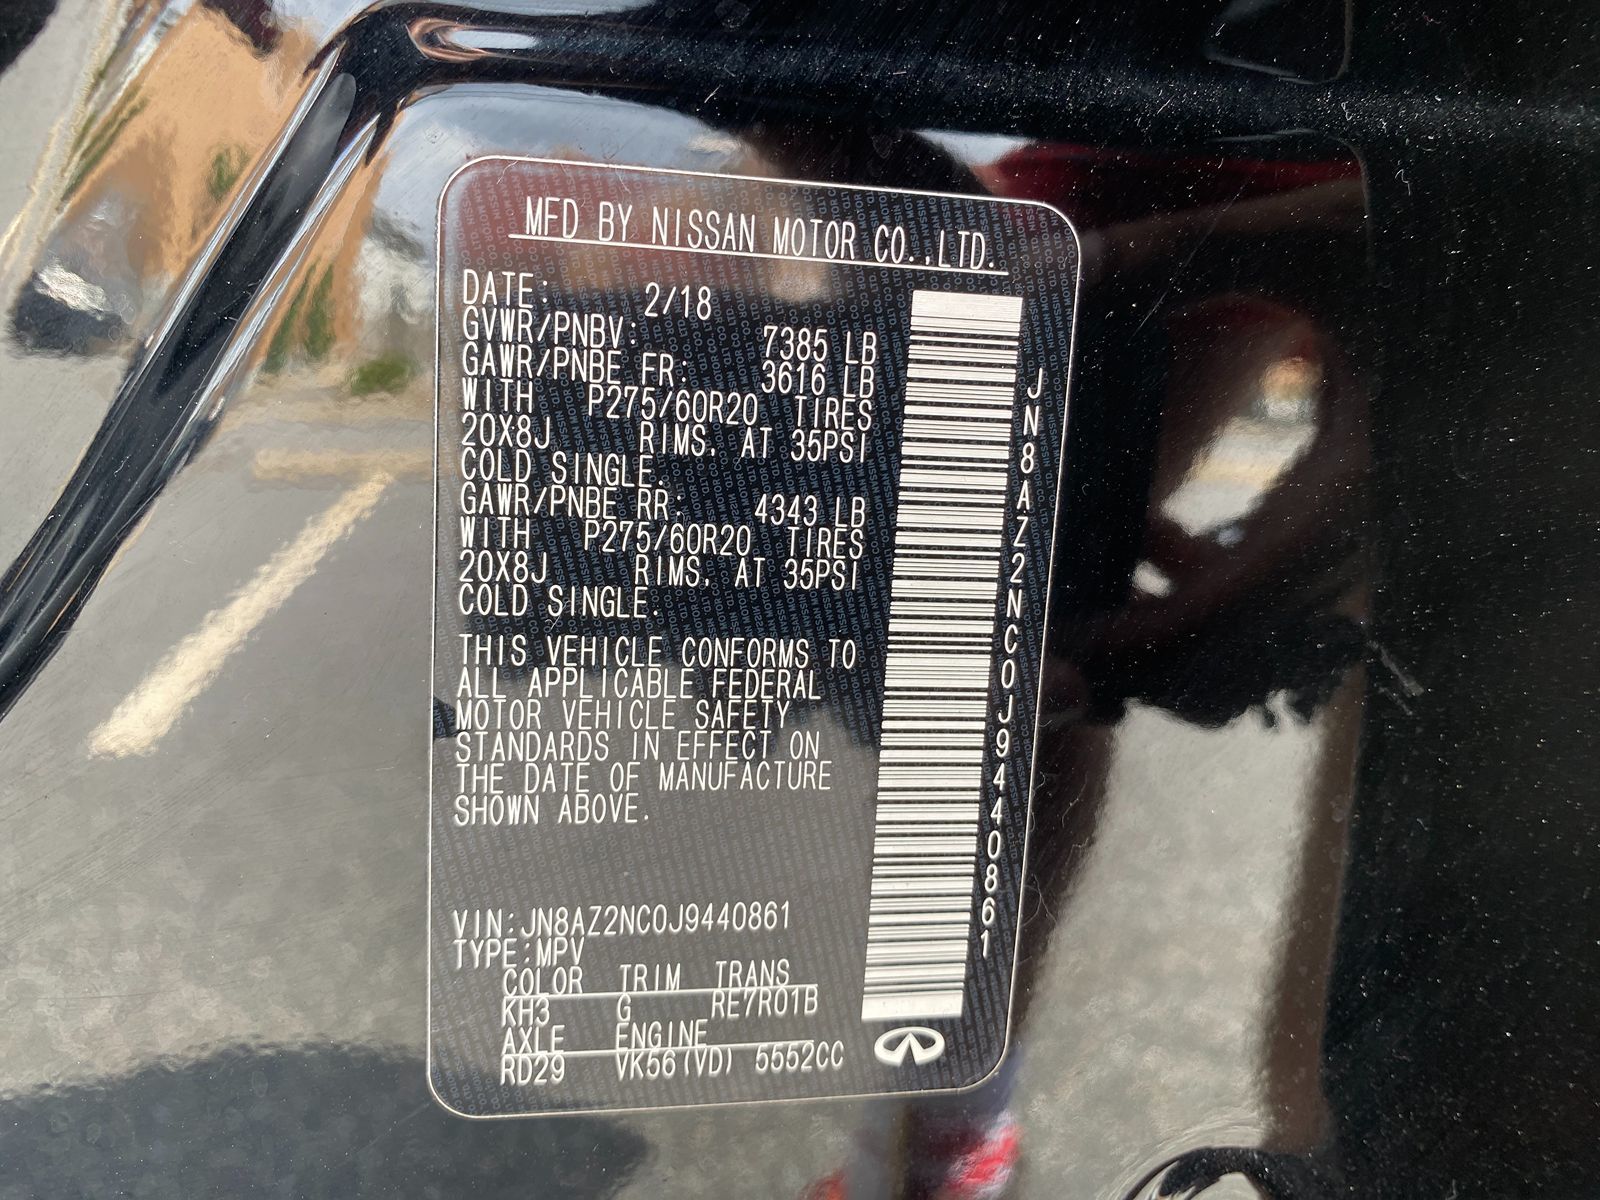 MFD BY NISSAN MOTOR CO.,LTD.
DATE: 2/18
GVWR/PNBV: 7385 LB
GAWR/PNBE FR: 3616 LB
WITH P275/60R20 TIRES
20X8J RIMS. AT 35PSI
COLD SINGLE.
GAWR/PNBE RR: 4343 LB
WITH P275/60R20 TIRES
20X8J RIMS. AT 35PSI
COLD SINGLE.
THIS VEHICLE CONFORMS TO
ALL APPLICABLE FEDERAL
MOTOR VEHICLE SAFETY
STANDARDS IN EFFECT ON
THE DATE OF MANUFACTURE
SHOWN ABOVE.
VIN:JN8AZ2NC0J9440861
TYPE:MPV
COLOR TRIM TRANS
KH3 G RE7R01B
AXLE ENGINE
RD29 VK56(VD) 5552CC
JN8AZ2NC0J9440861